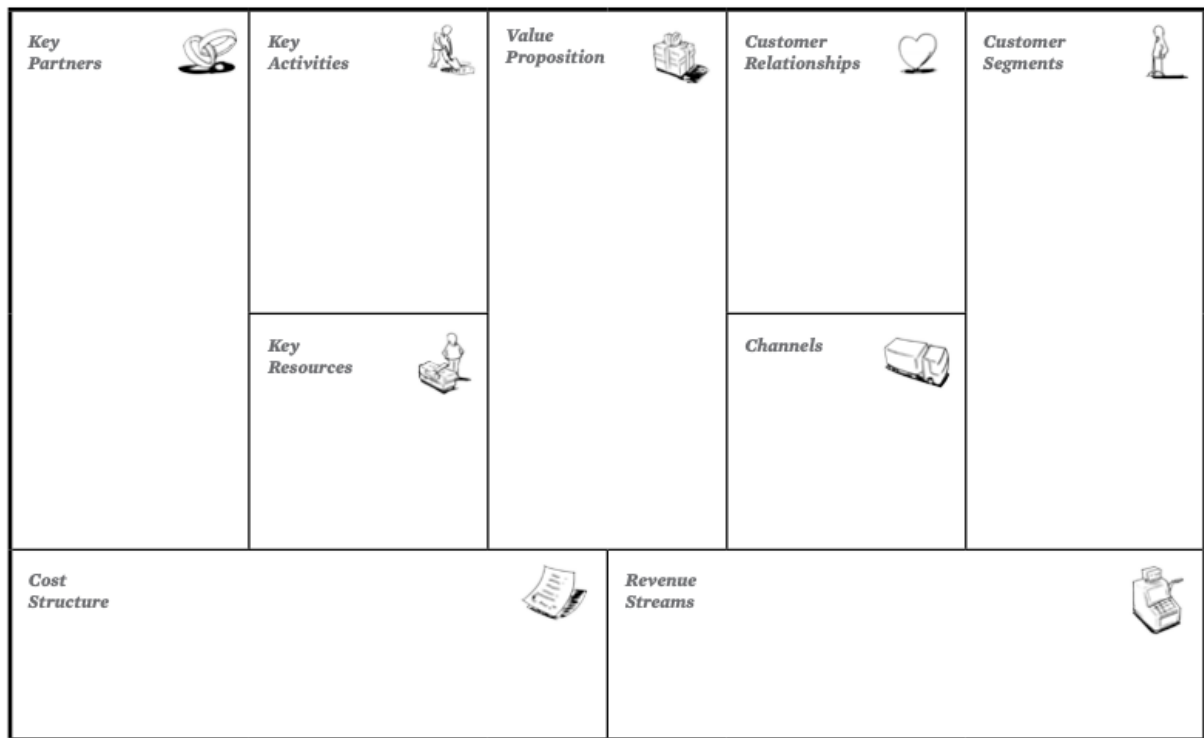 Key
Partners
Key
Activities
Value
Proposition
Customer
Relationships
Customer
Segments
Key
Resources
Channels
Cost
Structure
Revenue
Streams